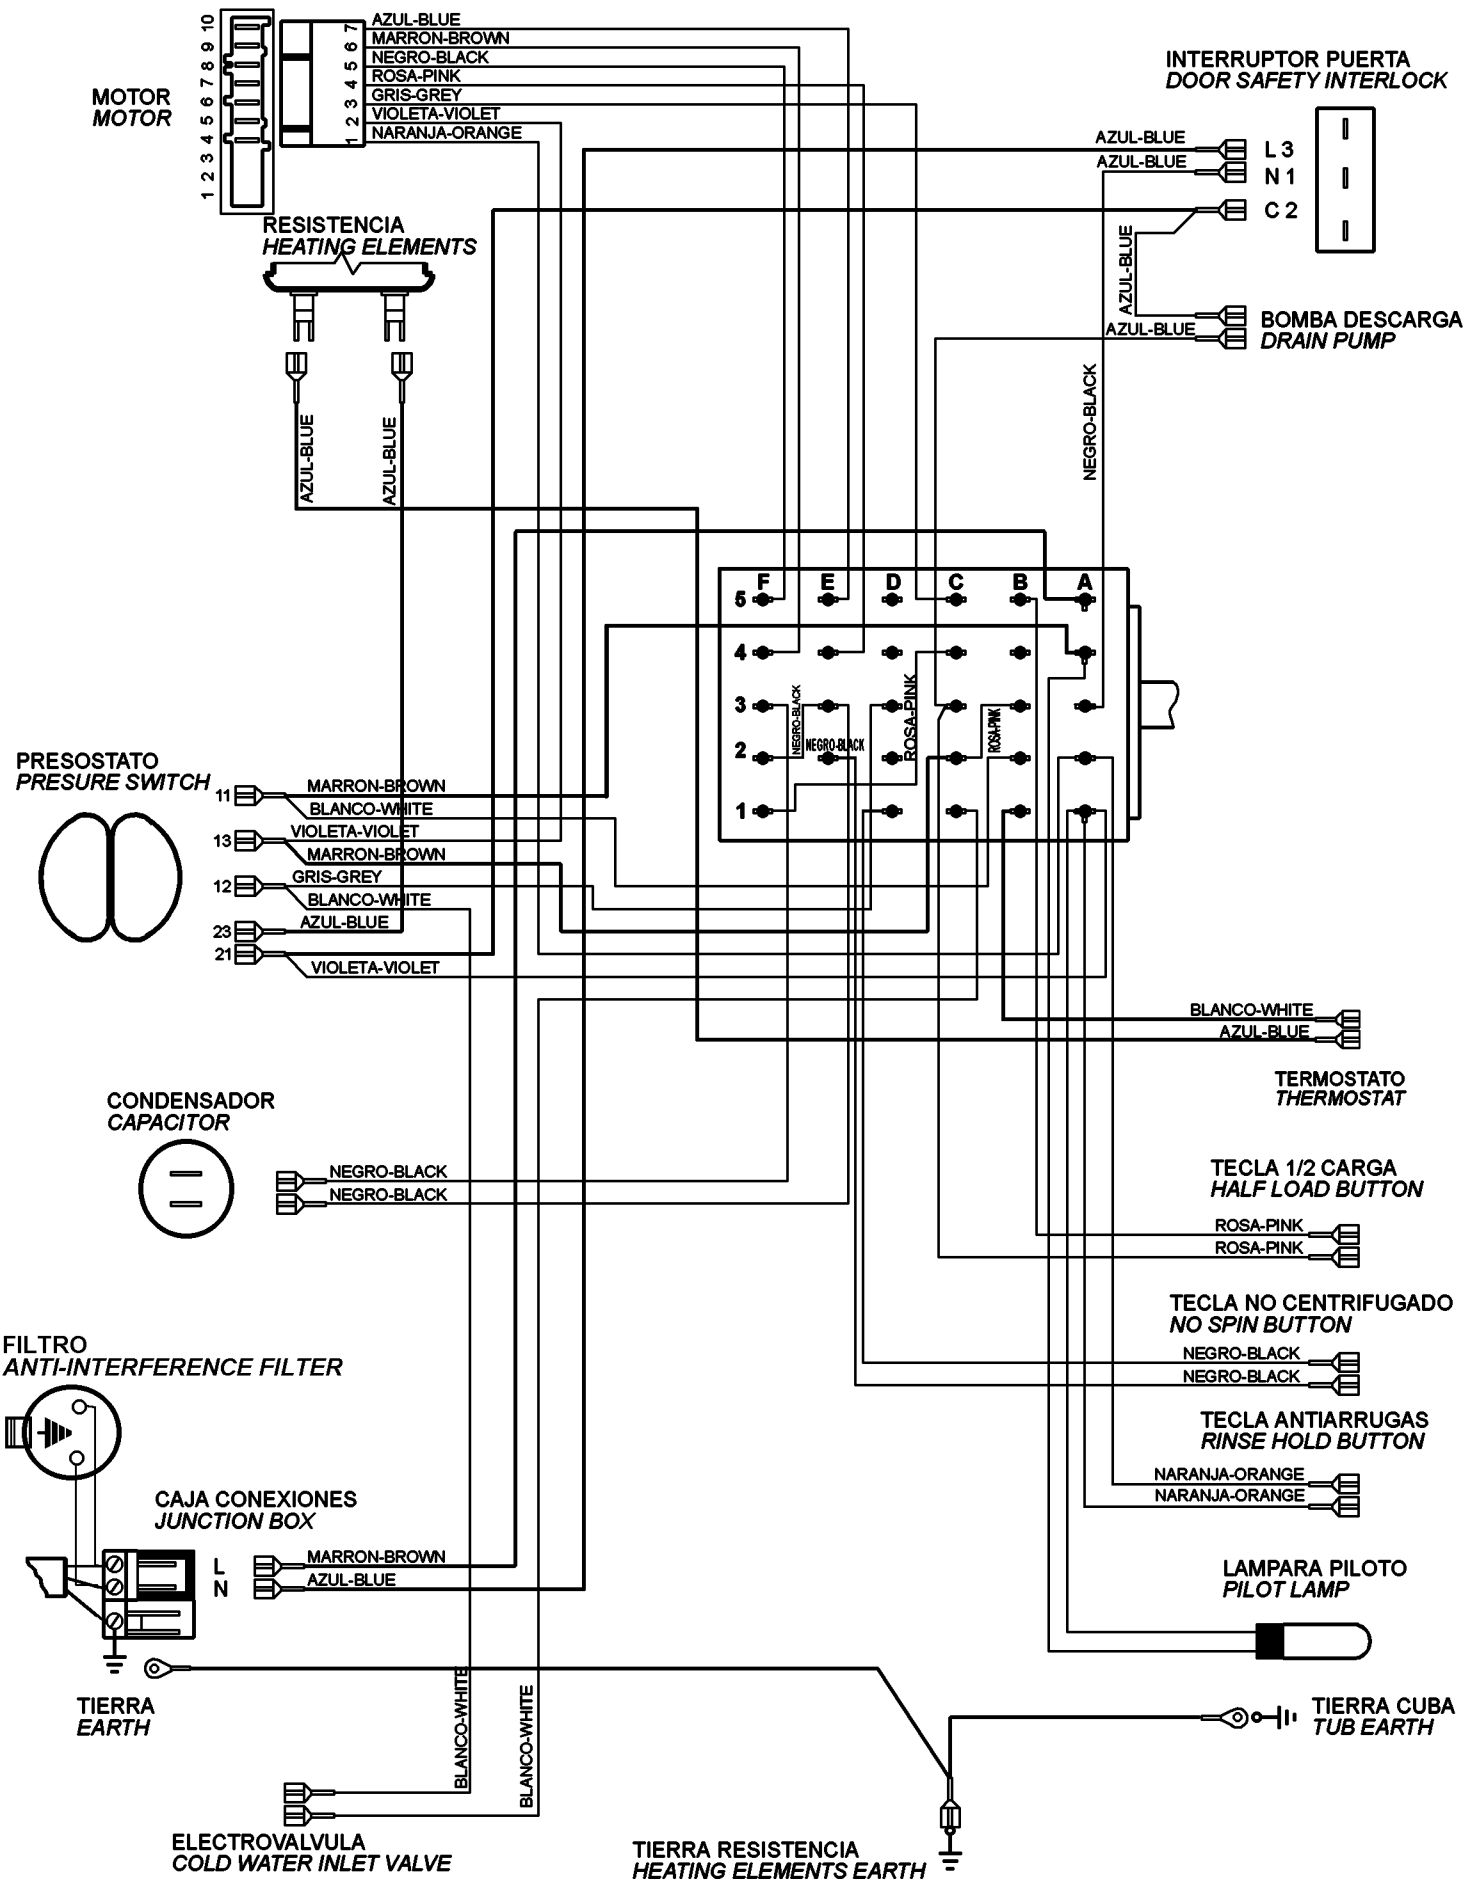 MOTOR
MOTOR
10
9
8
7
6
5
4
3
2
1
7
6
5
4
3
2
1
AZUL-BLUE
MARRON-BROWN
NEGRO-BLACK
ROSA-PINK
GRIS-GREY
VIOLETA-VIOLET
NARANJA-ORANGE
INTERRUPTOR PUERTA
DOOR SAFETY INTERLOCK
AZUL-BLUE
L 3
AZUL-BLUE
N 1
C 2
AZUL-BLUE
BOMBA DESCARGA
DRAIN PUMP
AZUL-BLUE
NEGRO-BLACK
RESISTENCIA
HEATING ELEMENTS
AZUL-BLUE
AZUL-BLUE
F E D C B A
5
4
3
2
1
NEGRO-BLACK
NEGRO-BLACK
ROSA-PINK
ROSA-PINK
PRESOSTATO
PRESURE SWITCH
11
MARRON-BROWN
BLANCO-WHITE
13
VIOLETA-VIOLET
MARRON-BROWN
12
GRIS-GREY
BLANCO-WHITE
23
AZUL-BLUE
21
VIOLETA-VIOLET
BLANCO-WHITE
AZUL-BLUE
TERMOSTATO
THERMOSTAT
CONDENSADOR
CAPACITOR
NEGRO-BLACK
NEGRO-BLACK
TECLA 1/2 CARGA
HALF LOAD BUTTON
ROSA-PINK
ROSA-PINK
TECLA NO CENTRIFUGADO
NO SPIN BUTTON
NEGRO-BLACK
NEGRO-BLACK
FILTRO
ANTI-INTERFERENCE FILTER
TECLA ANTIARRUGAS
RINSE HOLD BUTTON
NARANJA-ORANGE
NARANJA-ORANGE
CAJA CONEXIONES
JUNCTION BOX
L
MARRON-BROWN
N
AZUL-BLUE
LAMPARA PILOTO
PILOT LAMP
TIERRA
EARTH
BLANCO-WHITE
BLANCO-WHITE
TIERRA CUBA
TUB EARTH
ELECTROVALVULA
COLD WATER INLET VALVE
TIERRA RESISTENCIA
HEATING ELEMENTS EARTH